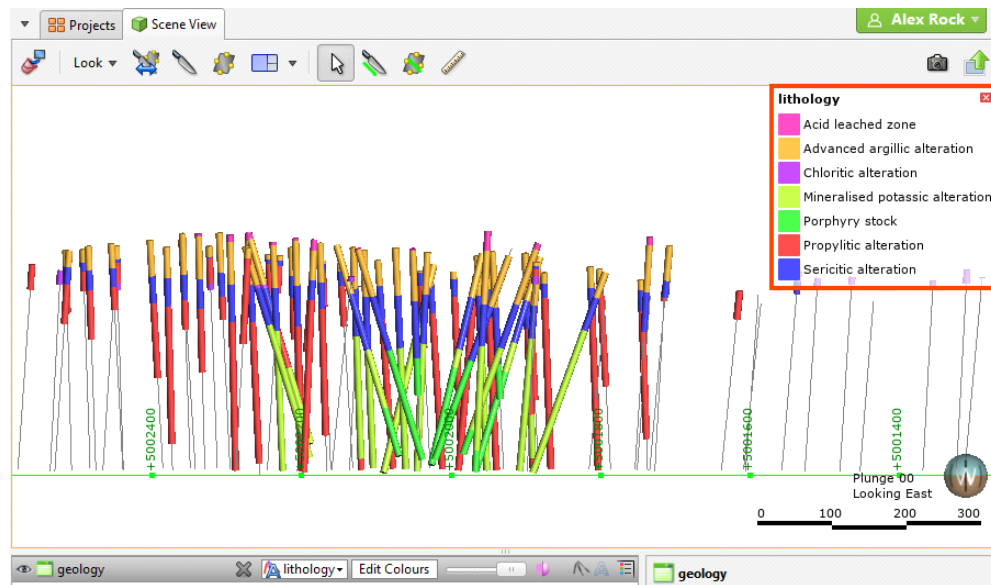 Projects Scene View Alex Rock
Look
lithology
Acid leached zone
Advanced argillic alteration
Chloritic alteration
Mineralised potassic alteration
Porphyry stock
Propylitic alteration
Sericitic alteration
+5002400
+5001600
+5001400
Plunge 00
Looking East
0 100 200 300
geology lithology Edit Colours geology